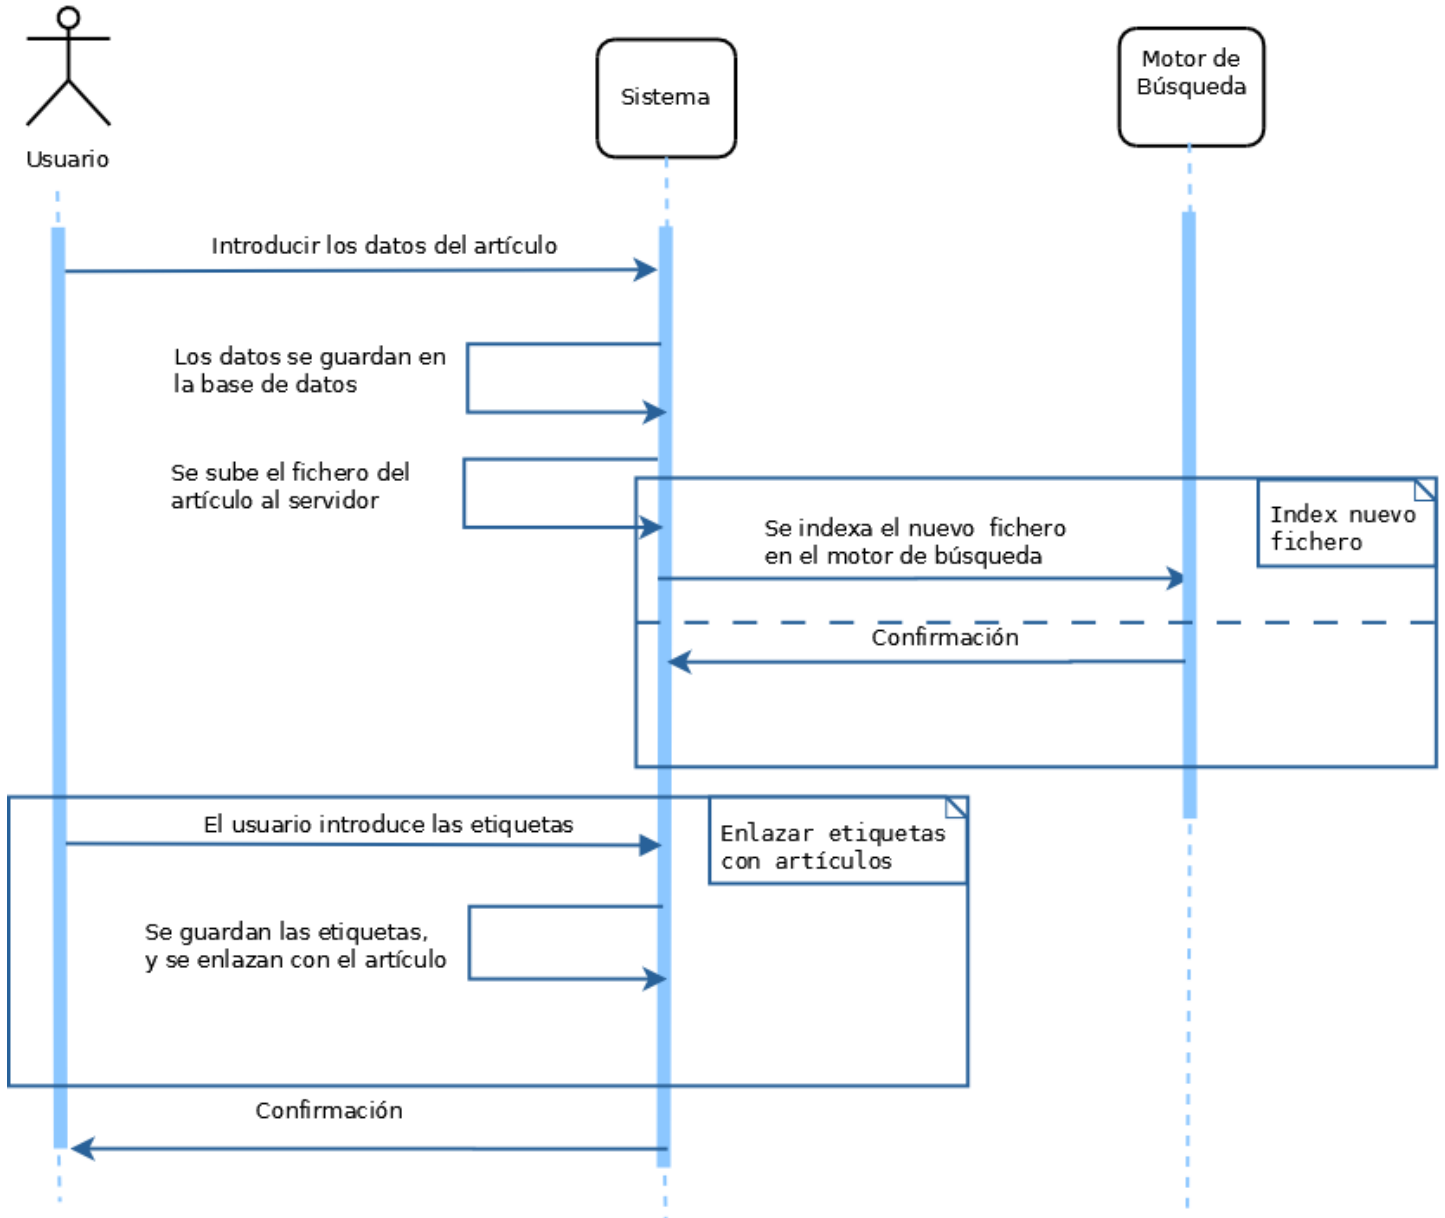 Usuario
Sistema
Motor de
Búsqueda
Introducir los datos del artículo
Los datos se guardan en
la base de datos
Se sube el fichero del
artículo al servidor
Index nuevo
fichero
Se indexa el nuevo fichero
en el motor de búsqueda
Confirmación
El usuario introduce las etiquetas
Enlazar etiquetas
con artículos
Se guardan las etiquetas,
y se enlazan con el artículo
Confirmación